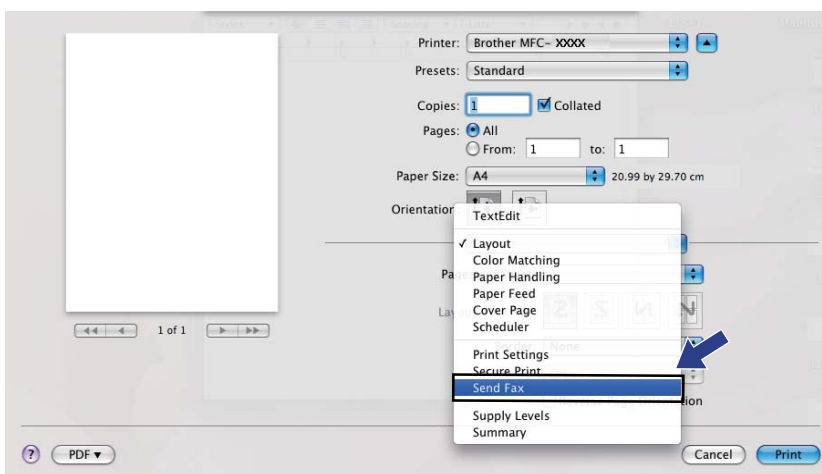 Printer: Brother MFC- XXXX
Presets: Standard
Copies: 1 Collated
Pages: All
From: 1 to: 1
Paper Size: A4 20.99 by 29.70 cm
Orientation
TextEdit
✓ Layout
Color Matching
Paper Handling
Paper Feed
Cover Page
Scheduler
Print Settings
Secure Print
Send Fax
Supply Levels
Summary
1 of 1
? PDF▼ Cancel Print